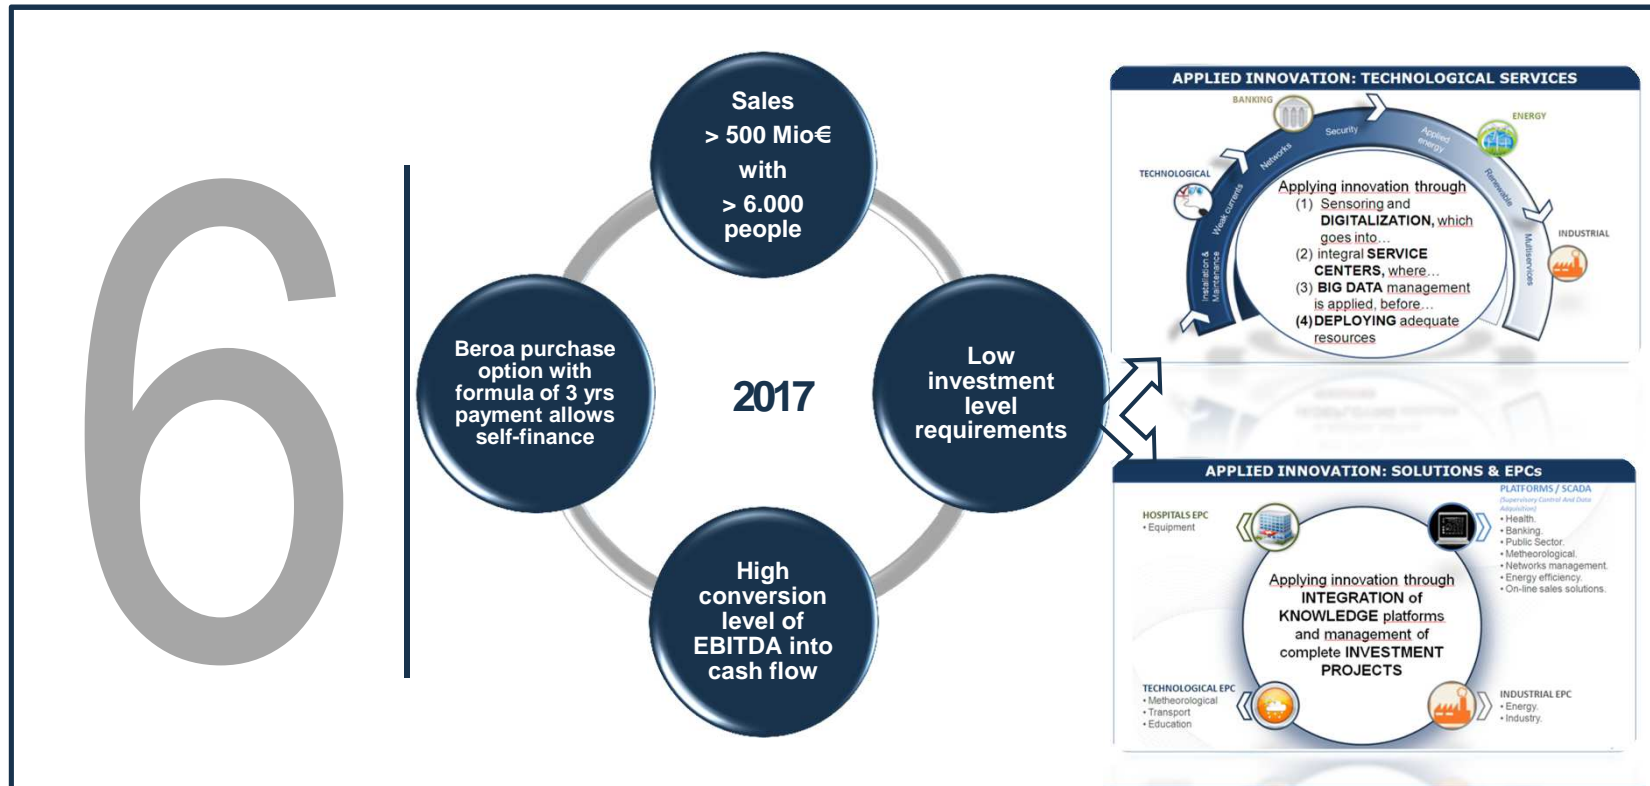 6
Sales
> 500 Mio€
with
> 6.000
people
Beroa purchase
option with
formula of 3 yrs
payment allows
self-finance
2017
Low
investment
level
requirements
High
conversion
level of
EBITDA into
cash flow
APPLIED INNOVATION: TECHNOLOGICAL SERVICES
BANKING
ENERGY
TECHNOLOGICAL
INDUSTRIAL
Installation &
Maintenance
Weak currents
Networks
Security
Applied
energy
Renewable
Multiservices
Applying innovation through
(1) Sensoring and
DIGITALIZATION, which
goes into…
(2) integral SERVICE
CENTERS, where…
(3) BIG DATA management
is applied, before…
(4) DEPLOYING adequate
resources
APPLIED INNOVATION: SOLUTIONS & EPCs
HOSPITALS EPC
• Equipment
PLATFORMS / SCADA
(Supervisory Control And Data
Adquisition)
• Health.
• Banking.
• Public Sector.
• Metheorological.
• Networks management.
• Energy efficiency.
• On-line sales solutions.
Applying innovation through
INTEGRATION of
KNOWLEDGE platforms
and management of
complete INVESTMENT
PROJECTS
TECHNOLOGICAL EPC
• Metheorological
• Transport
• Education
INDUSTRIAL EPC
• Energy.
• Industry.